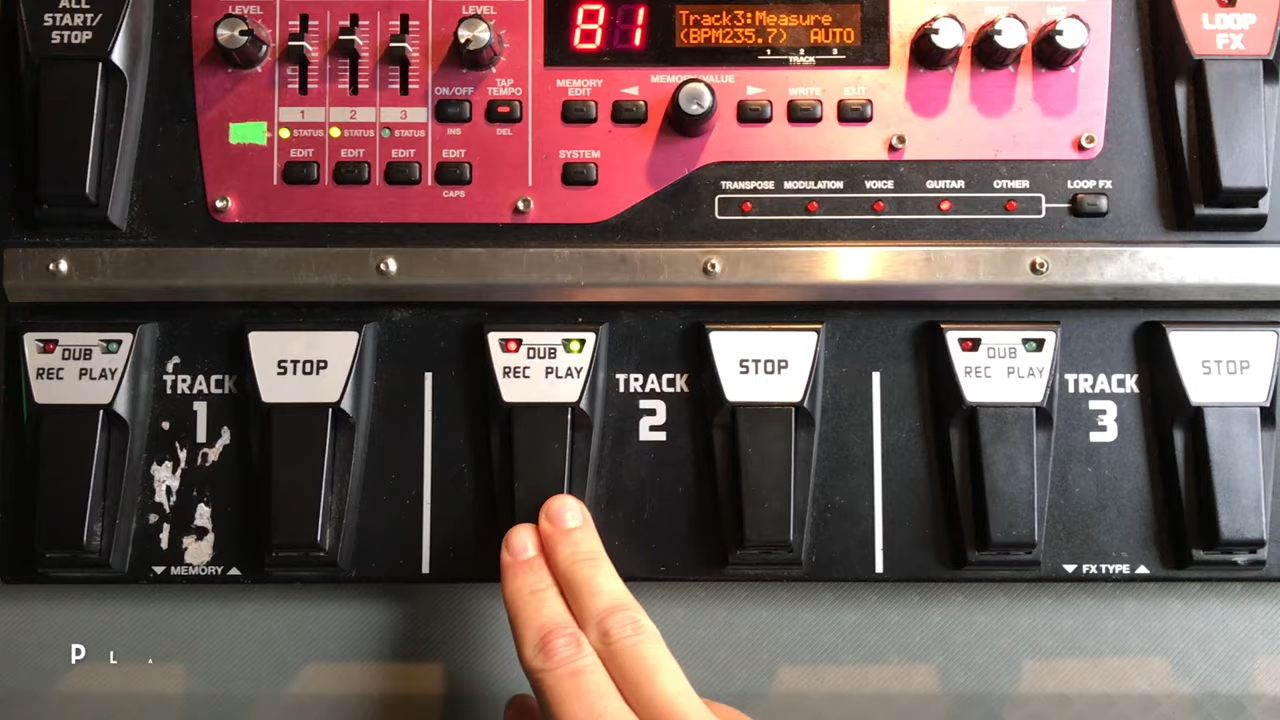 ALL
START/
STOP
LEVEL
1
2
3
STATUS
STATUS
STATUS
EDIT
EDIT
EDIT
LEVEL
ON/OFF
TAP
TEMPO
INS
DEL
EDIT
CAPS
81
Track3:Measure
(BPM235.7) AUTO
1 2 3
TRACK
MEMORY
EDIT
MEMORY/VALUE
WRITE
EXIT
SYSTEM
TRANSPOSE MODULATION VOICE GUITAR OTHER
LOOP FX
LOOP
FX
DUB
REC PLAY
TRACK
1
MEMORY
STOP
DUB
REC PLAY
TRACK
2
STOP
DUB
REC PLAY
TRACK
3
FX TYPE
STOP
P L A